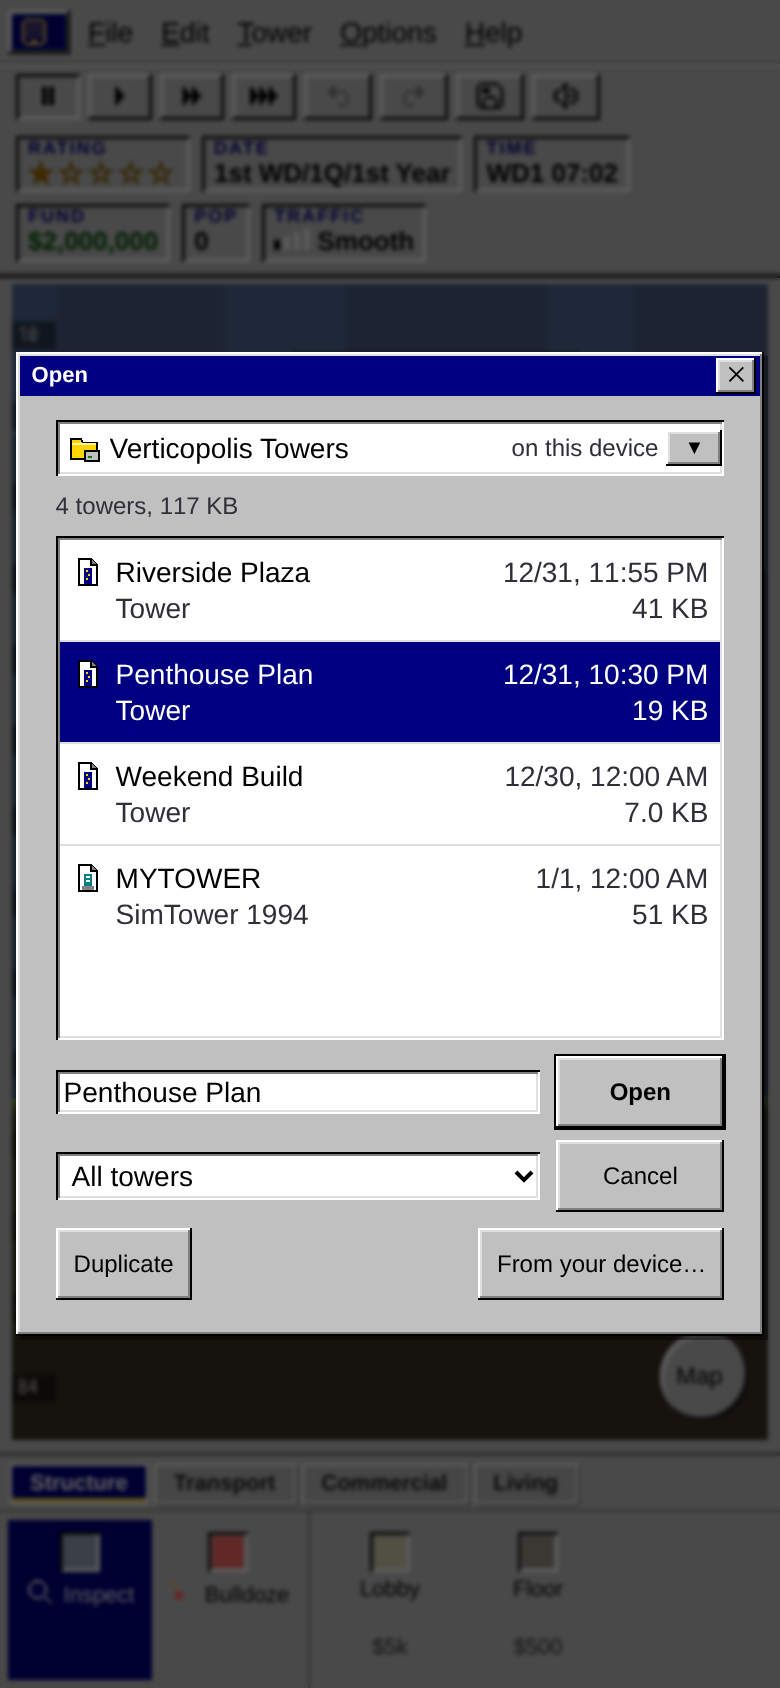 File Edit Tower Options Help
RATING DATE TIME
1st WD/1Q/1st Year WD1 07:02
FUND POP TRAFFIC
$2,000,000 0 Smooth
10
Open
Verticopolis Towers on this device
4 towers, 117 KB
Riverside Plaza 12/31, 11:55 PM
Tower 41 KB
Penthouse Plan 12/31, 10:30 PM
Tower 19 KB
Weekend Build 12/30, 12:00 AM
Tower 7.0 KB
MYTOWER 1/1, 12:00 AM
SimTower 1994 51 KB
Penthouse Plan Open
All towers Cancel
Duplicate From your device…
Map
Structure Transport Commercial Living
Inspect Bulldoze Lobby Floor
$5k $500